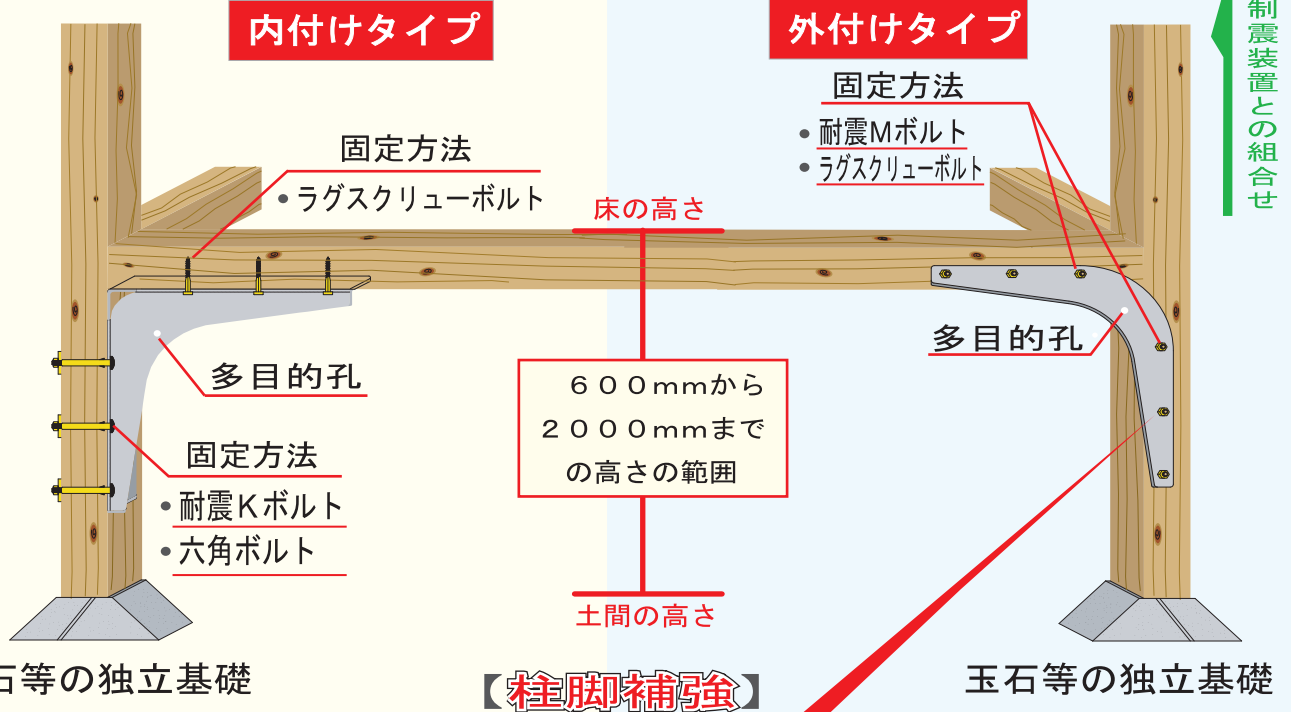 内付けタイプ
固定方法
・ラグスクリューボルト
多目的孔
固定方法
・耐震Kボルト
・六角ボルト
石等の独立基礎
床の高さ
６００mmから
２０００mmまで
の高さの範囲
土間の高さ
【柱脚補強】
外付けタイプ
固定方法
・耐震Mボルト
・ラグスクリューボルト
多目的孔
玉石等の独立基礎
制震装置との組合せ